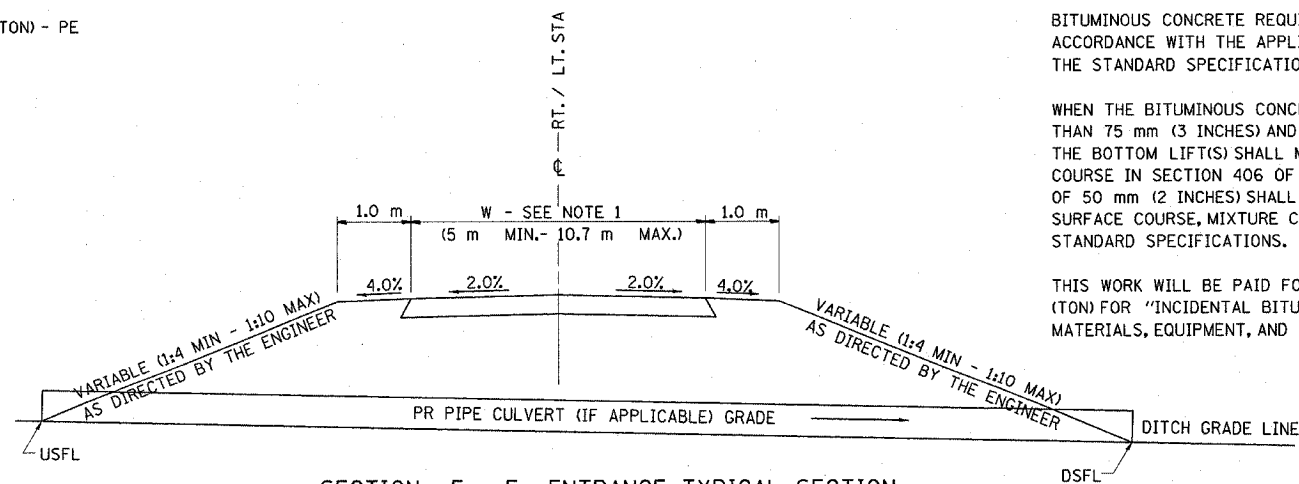 TON) - PE
RT. / LT. STA
℄
1.0 m
W - SEE NOTE 1
1.0 m
(5 m MIN.- 10.7 m MAX.)
4.0%
2.0%
2.0%
4.0%
VARIABLE (1:4 MIN - 1:10 MAX)
AS DIRECTED BY THE ENGINEER
VARIABLE (1:4 MIN - 1:10 MAX)
AS DIRECTED BY THE ENGINEER
PR PIPE CULVERT (IF APPLICABLE) GRADE
DITCH GRADE LINE
USFL
DSFL
BITUMINOUS CONCRETE REQU
ACCORDANCE WITH THE APPL
THE STANDARD SPECIFICATIO
WHEN THE BITUMINOUS CONC
THAN 75 mm (3 INCHES) AND
THE BOTTOM LIFT(S) SHALL
COURSE IN SECTION 406 OF
OF 50 mm (2 INCHES) SHALL
SURFACE COURSE, MIXTURE C
STANDARD SPECIFICATIONS.
THIS WORK WILL BE PAID FO
(TON) FOR "INCIDENTAL BITU
MATERIALS, EQUIPMENT, AND